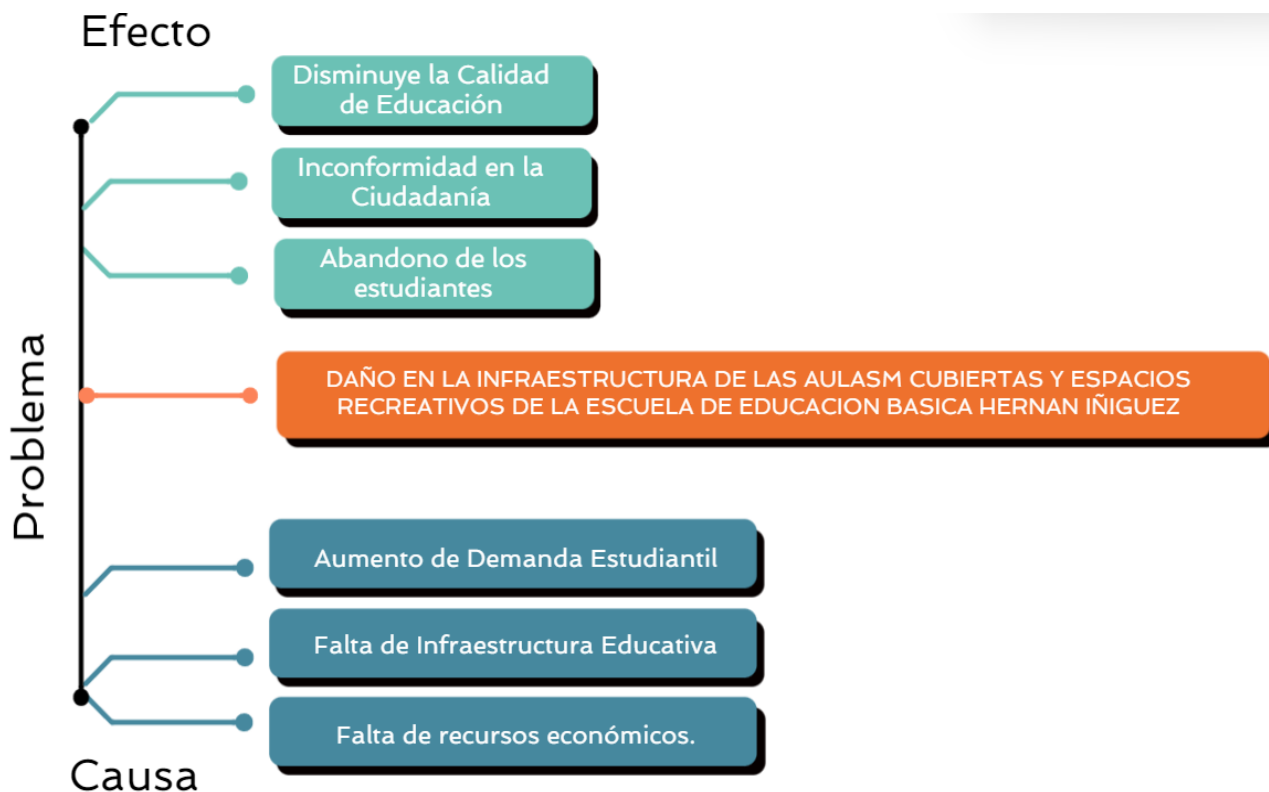 Efecto
Disminuye la Calidad
de Educación
Inconformidad en la
Ciudadanía
Abandono de los
estudiantes
Problema
DAÑO EN LA INFRAESTRUCTURA DE LAS AULASM CUBIERTAS Y ESPACIOS
RECREATIVOS DE LA ESCUELA DE EDUCACION BASICA HERNAN IÑIGUEZ
Aumento de Demanda Estudiantil
Falta de Infraestructura Educativa
Falta de recursos económicos.
Causa